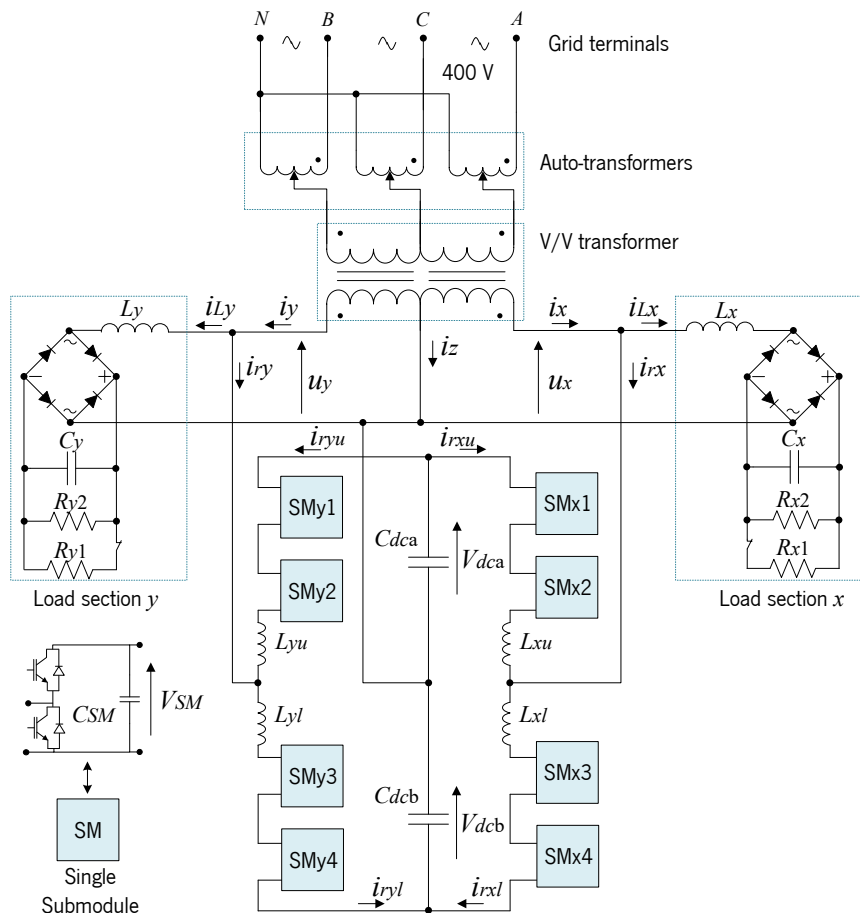 N B C A
Grid terminals
400 V
Auto-transformers
V/V transformer
Ly iLy iy ix iLx Lx
iry uy iz ux irx
− + − +
Cy iryu irxu Cx
Ry2 SMy1 SMx1 Rx2
Ry1 Cdca Vdca Rx1
SMy2 SMx2
Load section y Load section x
Lyu Lxu
CSM VSM
Lyl Lxl
SMy3 SMx3
Cdcb Vdcb
SM SMy4 SMx4
Single
Submodule
iryl irxl